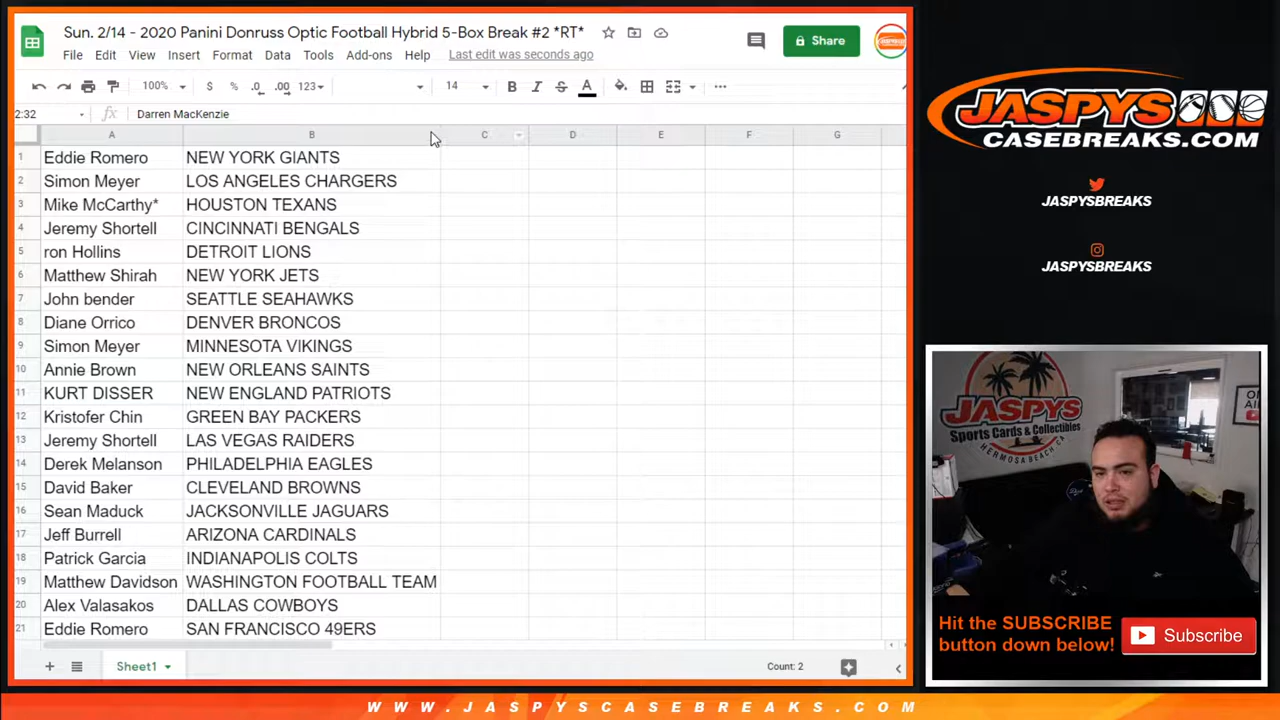 Sun. 2/14 - 2020 Panini Donruss Optic Football Hybrid 5-Box Break #2 *RT*
File Edit View Insert Format Data Tools Add-ons Help Last edit was seconds ago
Share
100% $ % .0 .00 123 14 B I S A
2:32 fx Darren MacKenzie
A B C D E F G
1 Eddie Romero NEW YORK GIANTS
2 Simon Meyer LOS ANGELES CHARGERS
3 Mike McCarthy* HOUSTON TEXANS
4 Jeremy Shortell CINCINNATI BENGALS
5 ron Hollins DETROIT LIONS
6 Matthew Shirah NEW YORK JETS
7 John bender SEATTLE SEAHAWKS
8 Diane Orrico DENVER BRONCOS
9 Simon Meyer MINNESOTA VIKINGS
10 Annie Brown NEW ORLEANS SAINTS
11 KURT DISSER NEW ENGLAND PATRIOTS
12 Kristofer Chin GREEN BAY PACKERS
13 Jeremy Shortell LAS VEGAS RAIDERS
14 Derek Melanson PHILADELPHIA EAGLES
15 David Baker CLEVELAND BROWNS
16 Sean Maduck JACKSONVILLE JAGUARS
17 Jeff Burrell ARIZONA CARDINALS
18 Patrick Garcia INDIANAPOLIS COLTS
19 Matthew Davidson WASHINGTON FOOTBALL TEAM
20 Alex Valasakos DALLAS COWBOYS
21 Eddie Romero SAN FRANCISCO 49ERS
Sheet1
Count: 2
JASPYS
CASEBREAKS.COM
JASPYSBREAKS
JASPYSBREAKS
JASPYS
Sports Cards & Collectibles
HERMOSA BEACH CA
Hit the SUBSCRIBE
button down below!
Subscribe
WWW.JASPYSCASEBREAKS.COM